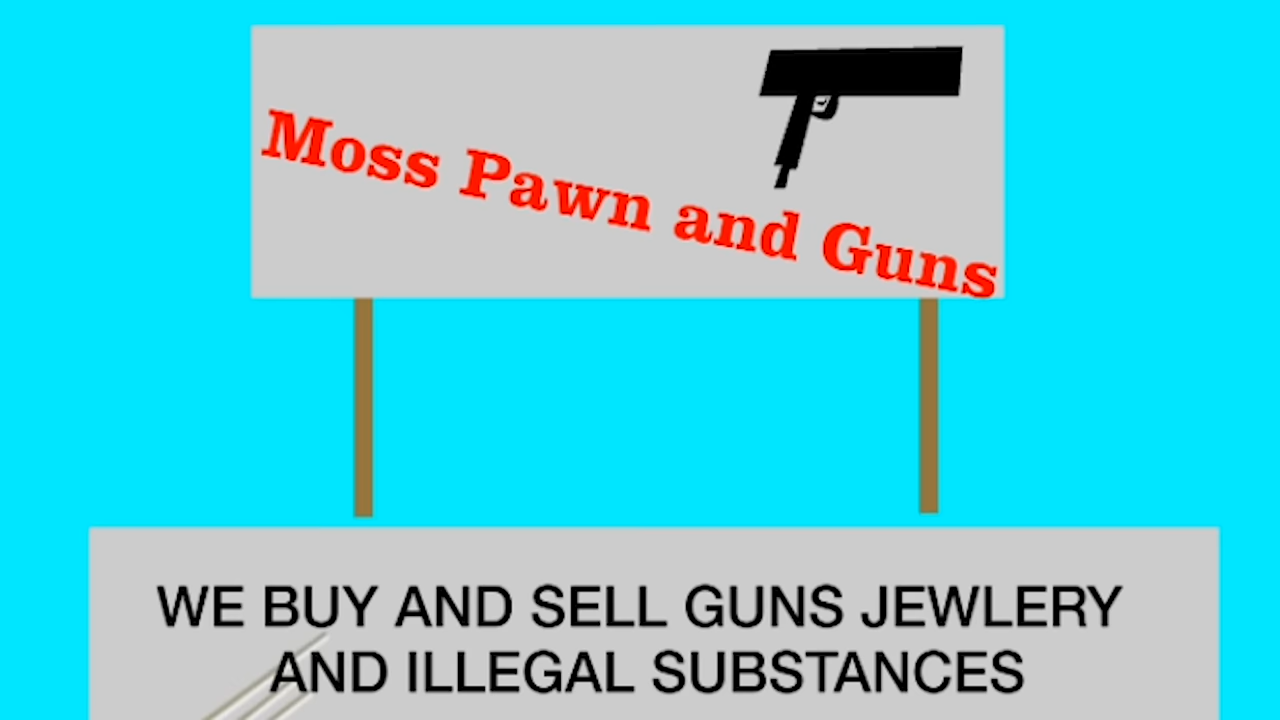 Moss Pawn and Guns
WE BUY AND SELL GUNS JEWLERY
AND ILLEGAL SUBSTANCES